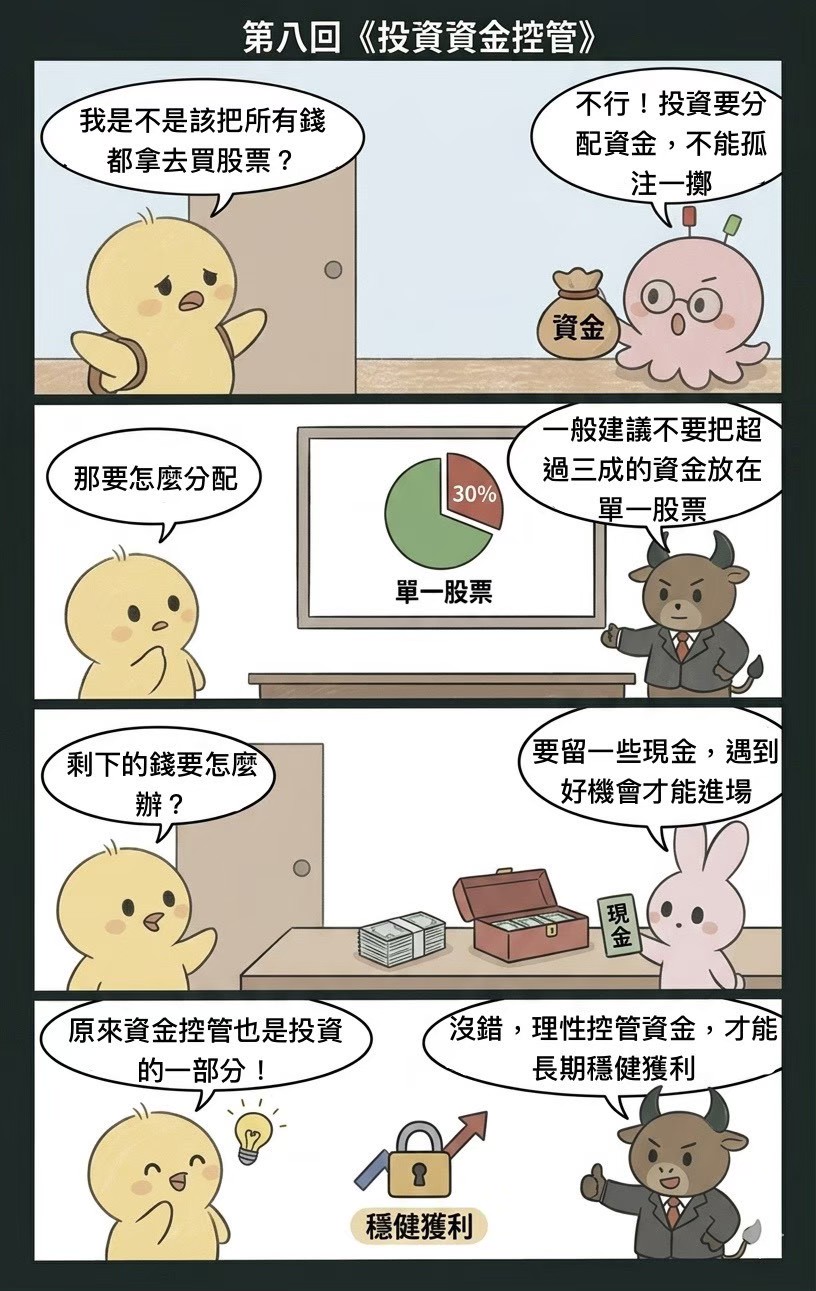 第八回《投資資金控管》
我是不是該把所有錢
都拿去買股票？
不行！投資要分
配資金，不能孤
注一擲
資金
那要怎麼分配
一般建議不要把超
過三成的資金放在
單一股票
30%
單一股票
剩下的錢要怎麼
辦？
要留一些現金，遇到
好機會才能進場
現金
原來資金控管也是投資
的一部分！
沒錯，理性控管資金，才能
長期穩健獲利
穩健獲利